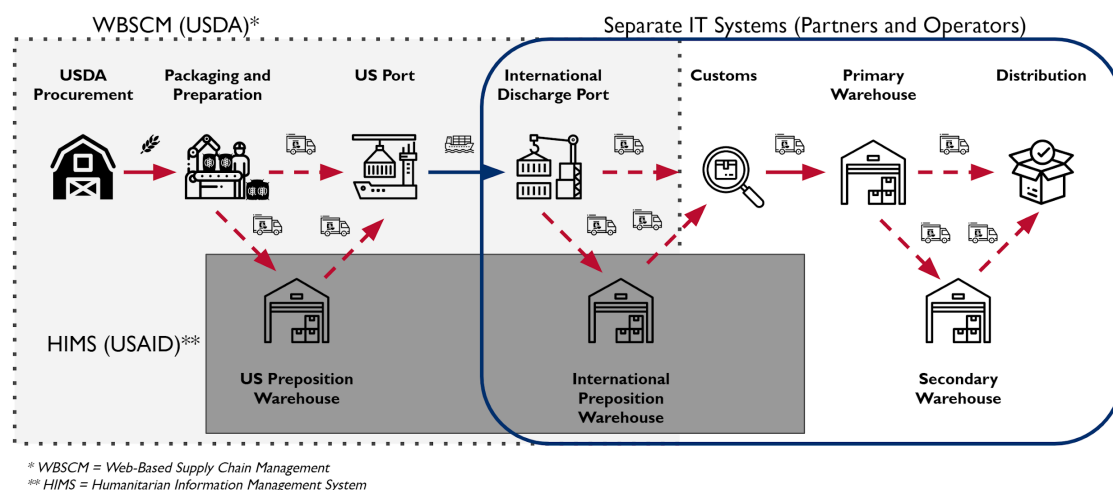 WBSCM (USDA)*
Separate IT Systems (Partners and Operators)
USDA
Procurement
Packaging and
Preparation
US Port
International
Discharge Port
Customs
Primary
Warehouse
Distribution
HIMS (USAID)**
US Preposition
Warehouse
International
Preposition
Warehouse
Secondary
Warehouse
* WBSCM = Web-Based Supply Chain Management
** HIMS = Humanitarian Information Management System